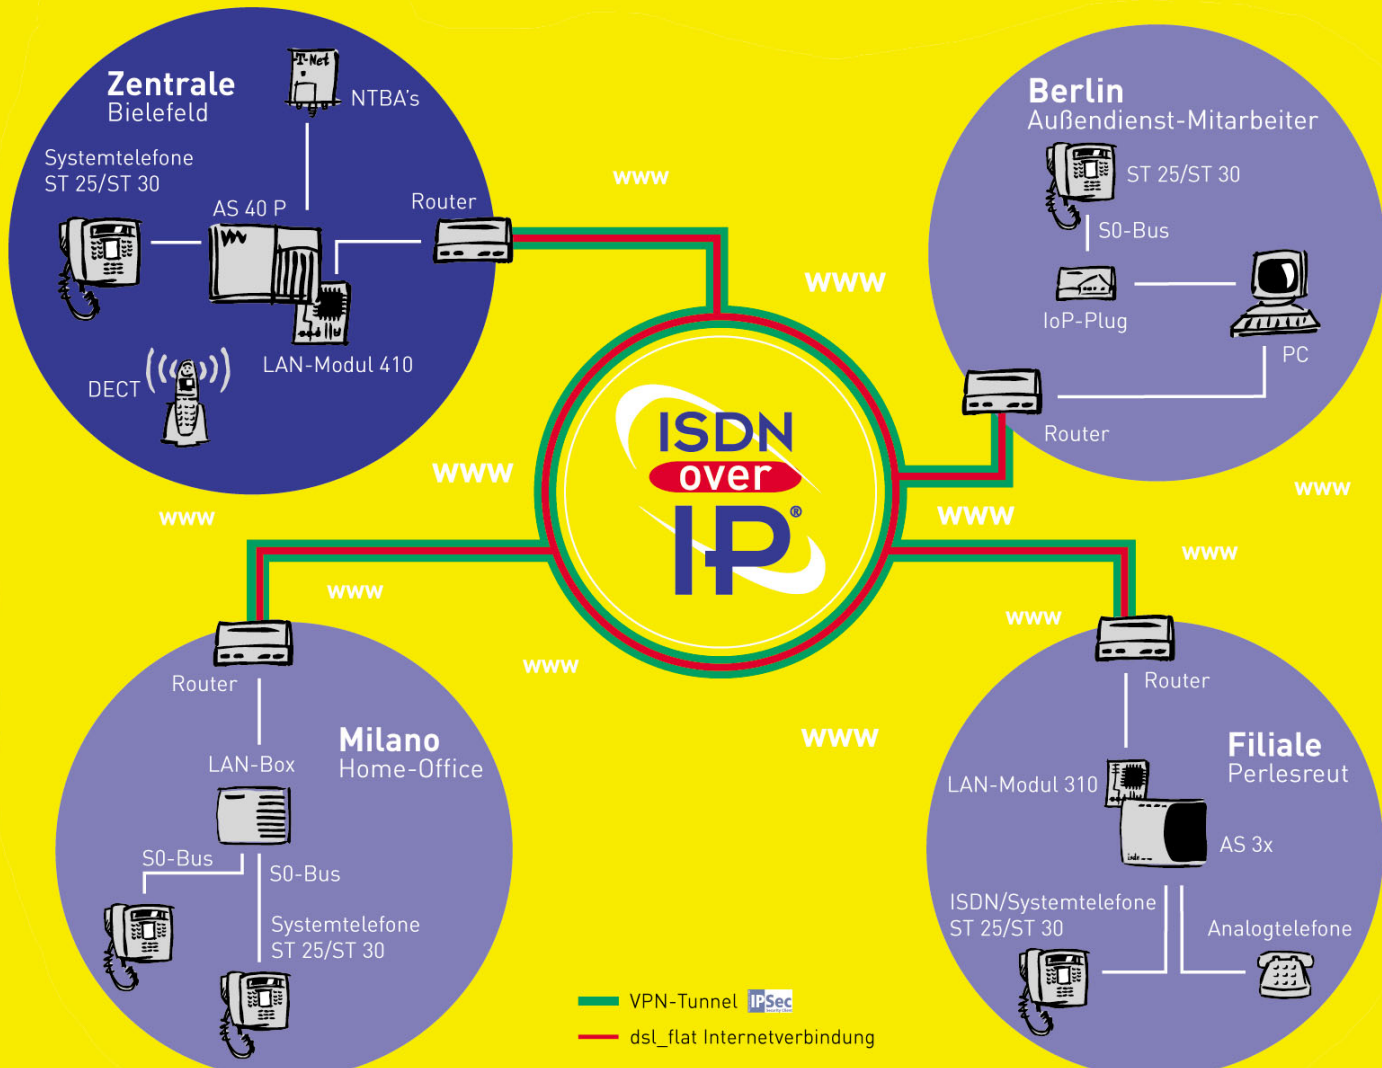 Zentrale
Bielefeld
T-Net
NTBA's
Systemtelefone
ST 25/ST 30
AS 40 P
Router
LAN-Modul 410
DECT
www
www
www
www
www
www
www
www
www
www
www
Berlin
Außendienst-Mitarbeiter
ST 25/ST 30
S0-Bus
IoP-Plug
PC
Router
ISDN
over
IP®
Router
Milano
Home-Office
LAN-Box
S0-Bus
S0-Bus
Systemtelefone
ST 25/ST 30
Router
Filiale
Perlesreut
LAN-Modul 310
AS 3x
ISDN/Systemtelefone
ST 25/ST 30
Analogtelefone
VPN-Tunnel IPSec
dsl_flat Internetverbindung